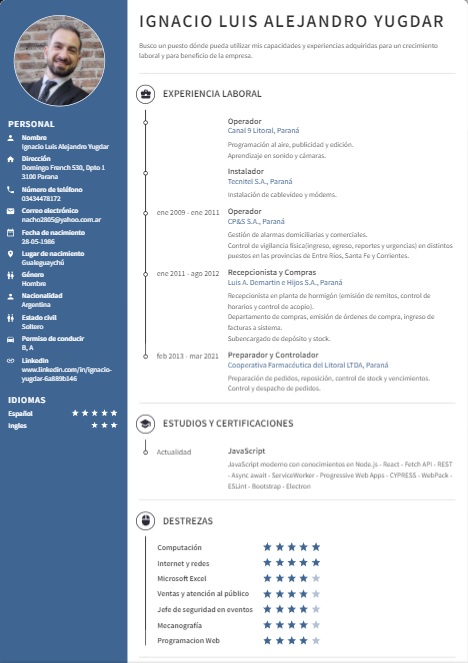 IGNACIO LUIS ALEJANDRO YUGDAR
Busco un puesto dónde pueda utilizar mis capacidades y experiencias adquiridas para un crecimiento
laboral y para beneficio de la empresa.
PERSONAL
Nombre
Ignacio Luis Alejandro Yugdar
Dirección
Domingo French 530, Dpto 1
3100 Parana
Número de teléfono
03434478172
Correo electrónico
nacho2805@yahoo.com.ar
Fecha de nacimiento
28-05-1986
Lugar de nacimiento
Gualeguaychú
Género
Hombre
Nacionalidad
Argentina
Estado civil
Soltero
Permiso de conducir
B, A
LinkedIn
www.linkedin.com/in/ignacio-
yugdar-6a889b146
IDIOMAS
Español
Ingles
EXPERIENCIA LABORAL
Operador
Canal 9 Litoral, Paraná
Programación al aire, publicidad y edición.
Aprendizaje en sonido y cámaras.
Instalador
Tecnitel S.A., Paraná
Instalación de cablevideo y módems.
ene 2009 - ene 2011
Operador
CP&S S.A., Paraná
Gestión de alarmas domiciliarias y comerciales.
Control de vigilancia física(ingreso, egreso, reportes y urgencias) en distintos
puestos en las provincias de Entre Ríos, Santa Fe y Corrientes.
ene 2011 - ago 2012
Recepcionista y Compras
Luis A. Demartin e Hijos S.A., Paraná
Recepcionista en planta de hormigón (emisión de remitos, control de
horarios y control de acopio).
Departamento de compras, emisión de órdenes de compra, ingreso de
facturas a sistema.
Subencargado de depósito y stock.
feb 2013 - mar 2021
Preparador y Controlador
Cooperativa Farmacéutica del Litoral LTDA, Paraná
Preparación de pedidos, reposición, control de stock y vencimientos.
Control y despacho de pedidos.
ESTUDIOS Y CERTIFICACIONES
Actualidad
JavaScript
JavaScript moderno con conocimientos en Node.js - React - Fetch API - REST
- Async await - ServiceWorker - Progressive Web Apps - CYPRESS - WebPack -
ESLint - Bootstrap - Electron
DESTREZAS
Computación
Internet y redes
Microsoft Excel
Ventas y atención al público
Jefe de seguridad en eventos
Mecanografía
Programacion Web